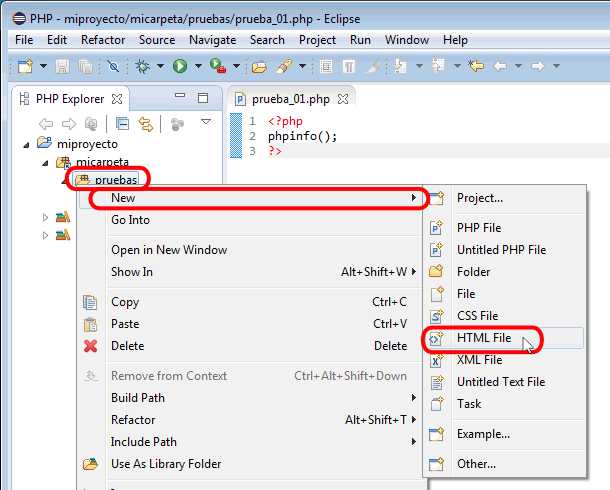 PHP - miproyecto/micarpeta/pruebas/prueba_01.php - Eclipse
File Edit Refactor Source Navigate Search Project Run Window Help
PHP Explorer
prueba_01.php
1 <?php
2 phpinfo();
3 ?>
miproyecto
micarpeta
pruebas
New
Go Into
Open in New Window
Show In Alt+Shift+W
Copy Ctrl+C
Paste Ctrl+V
Delete Delete
Remove from Context Ctrl+Alt+Shift+Down
Build Path
Refactor Alt+Shift+T
Include Path
Use As Library Folder
Project...
PHP File
Untitled PHP File
Folder
File
CSS File
HTML File
XML File
Untitled Text File
Task
Example...
Other...